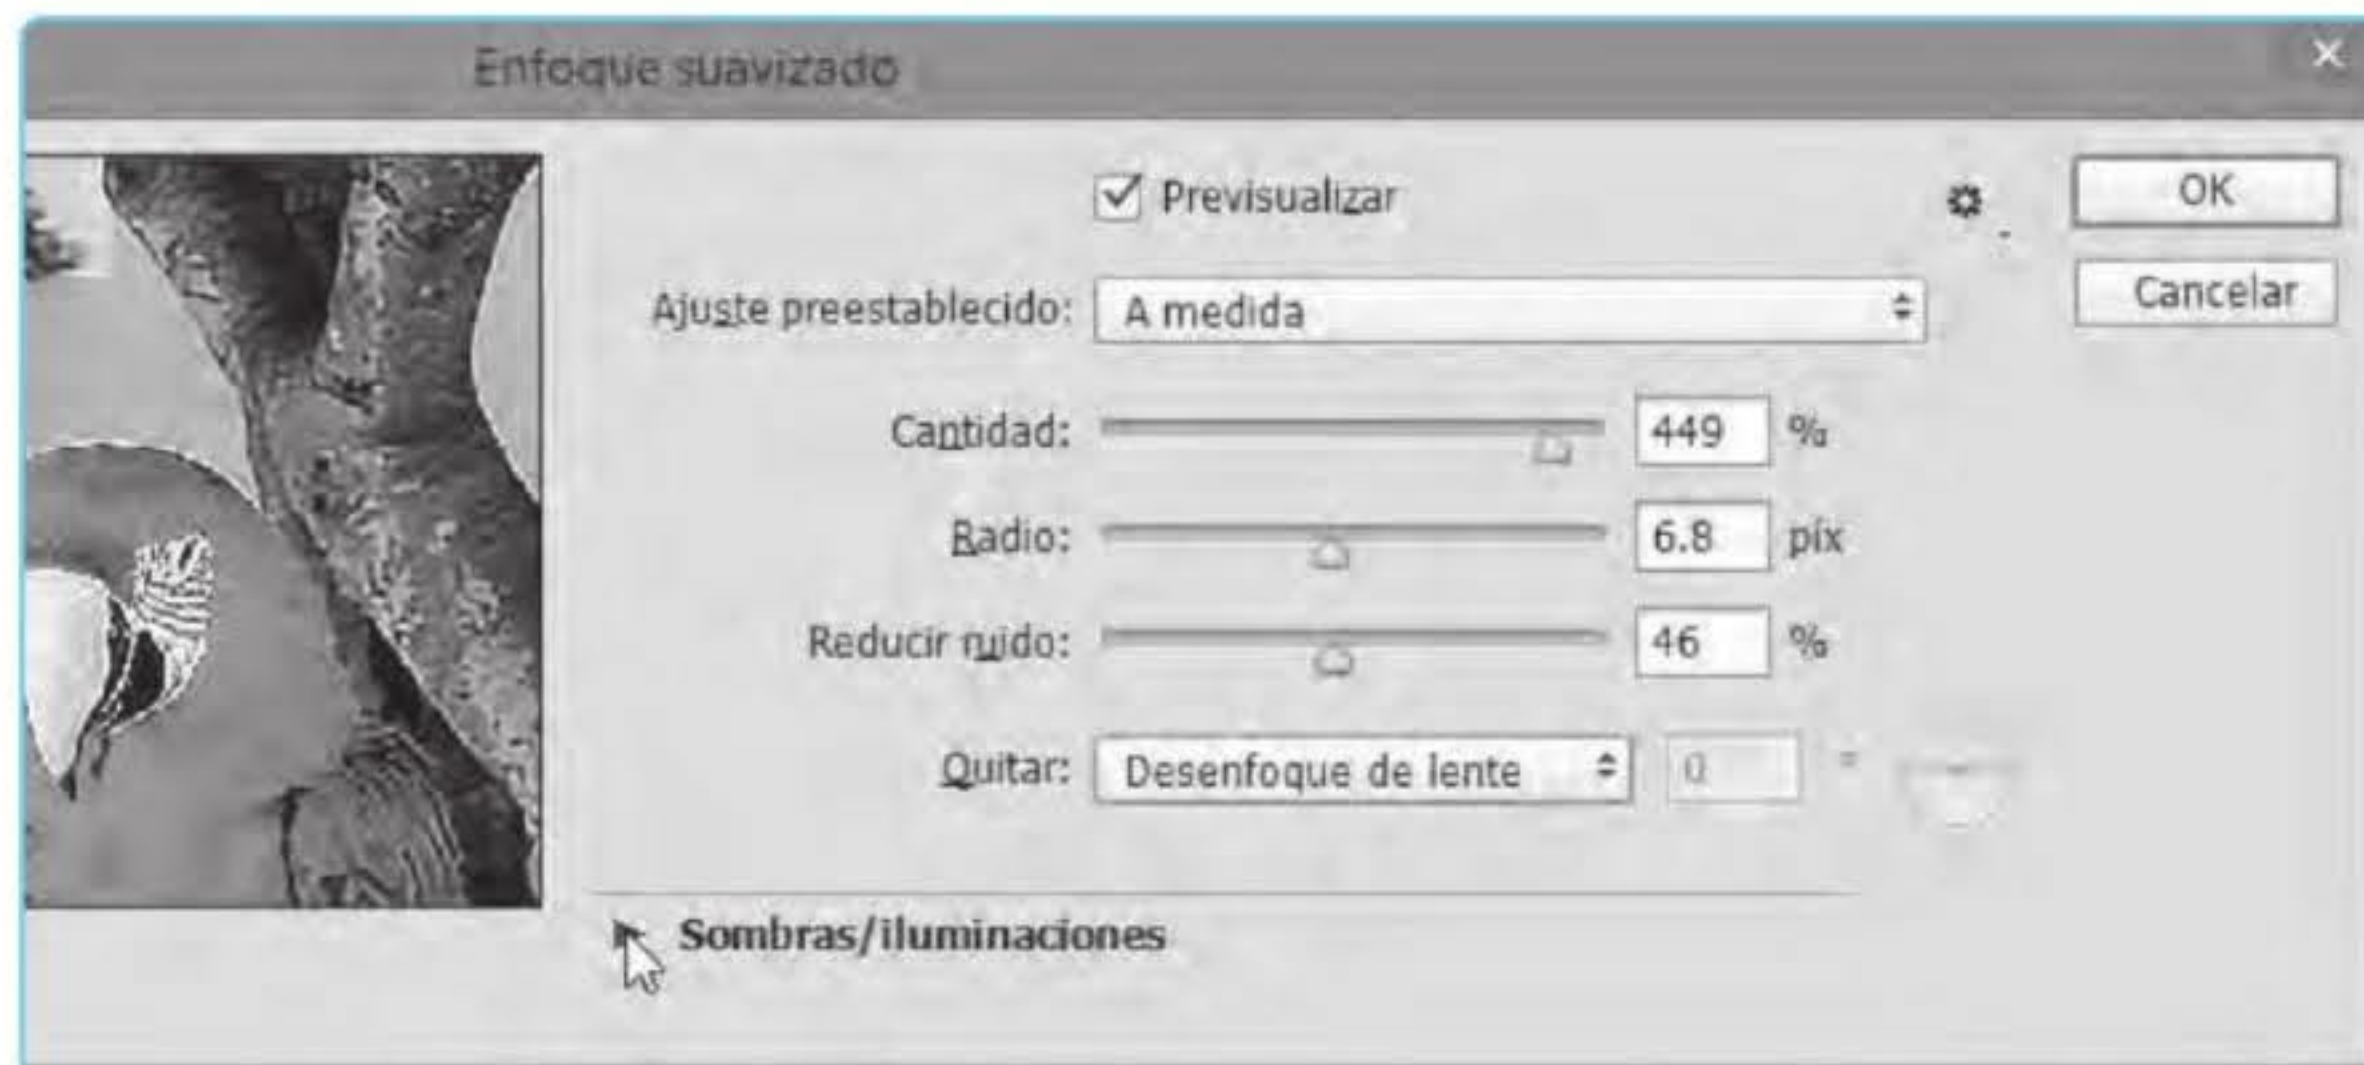 Enfoque suavizado
Previsualizar
OK
Ajuste preestablecido: A medida
Cancelar
Cantidad: 449 %
Radio: 6.8 píx
Reducir ruido: 46 %
Quitar: Desenfoque de lente 0 °
Sombras/iluminaciones